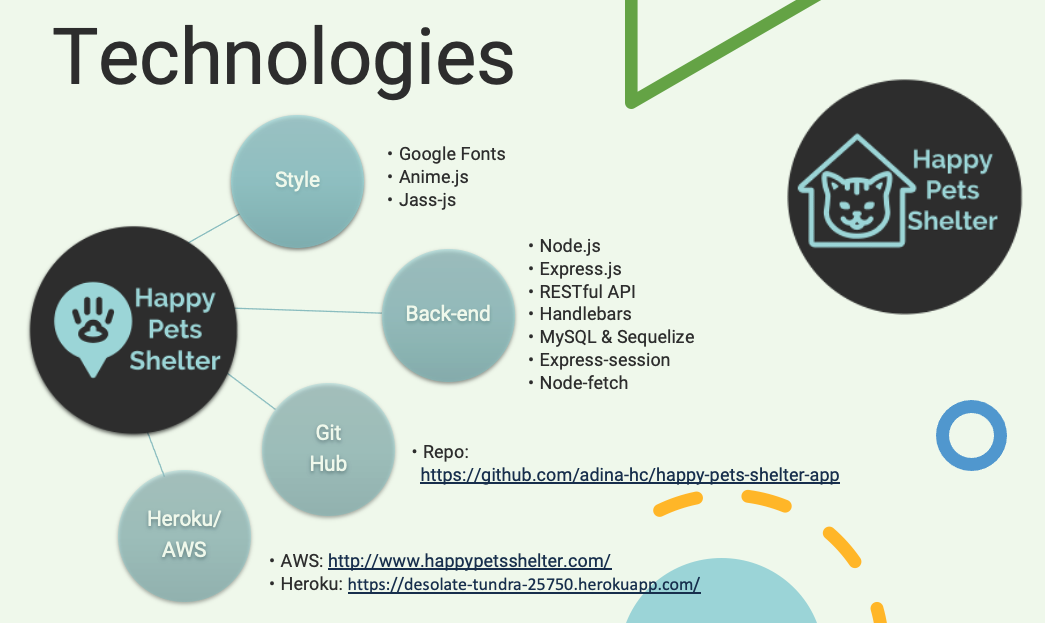 Technologies
Style
• Google Fonts
• Anime.js
• Jass-js
Happy
Pets
Shelter
Back-end
• Node.js
• Express.js
• RESTful API
• Handlebars
• MySQL & Sequelize
• Express-session
• Node-fetch
Happy
Pets
Shelter
Git
Hub
• Repo:
https://github.com/adina-hc/happy-pets-shelter-app
Heroku/
AWS
• AWS: http://www.happypetsshelter.com/
• Heroku: https://desolate-tundra-25750.herokuapp.com/